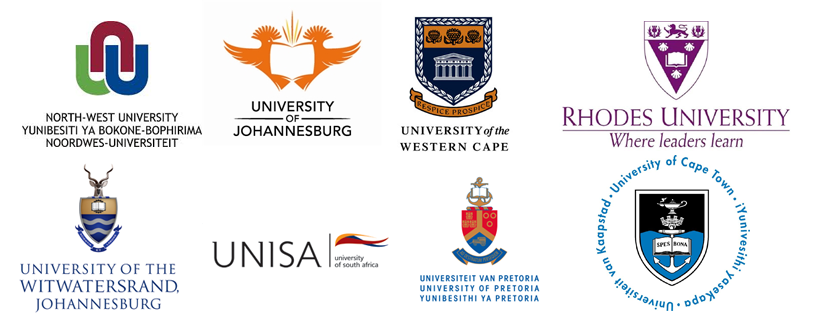 NORTH-WEST UNIVERSITY
YUNIBESITI YA BOKONE-BOPHIRIMA
NOORDWES-UNIVERSITEIT
UNIVERSITY
OF
JOHANNESBURG
RESPICE PROSPICE
UNIVERSITY of the
WESTERN CAPE
RHODES UNIVERSITY
Where leaders learn
UNIVERSITY OF THE
WITWATERSRAND,
JOHANNESBURG
UNISA
university
of south africa
UNIVERSITEIT VAN PRETORIA
UNIVERSITY OF PRETORIA
YUNIBESITHI YA PRETORIA
University of Cape Town • iYunivesithi yaseKapa • Universiteit van Kaapstad •
SPES BONA